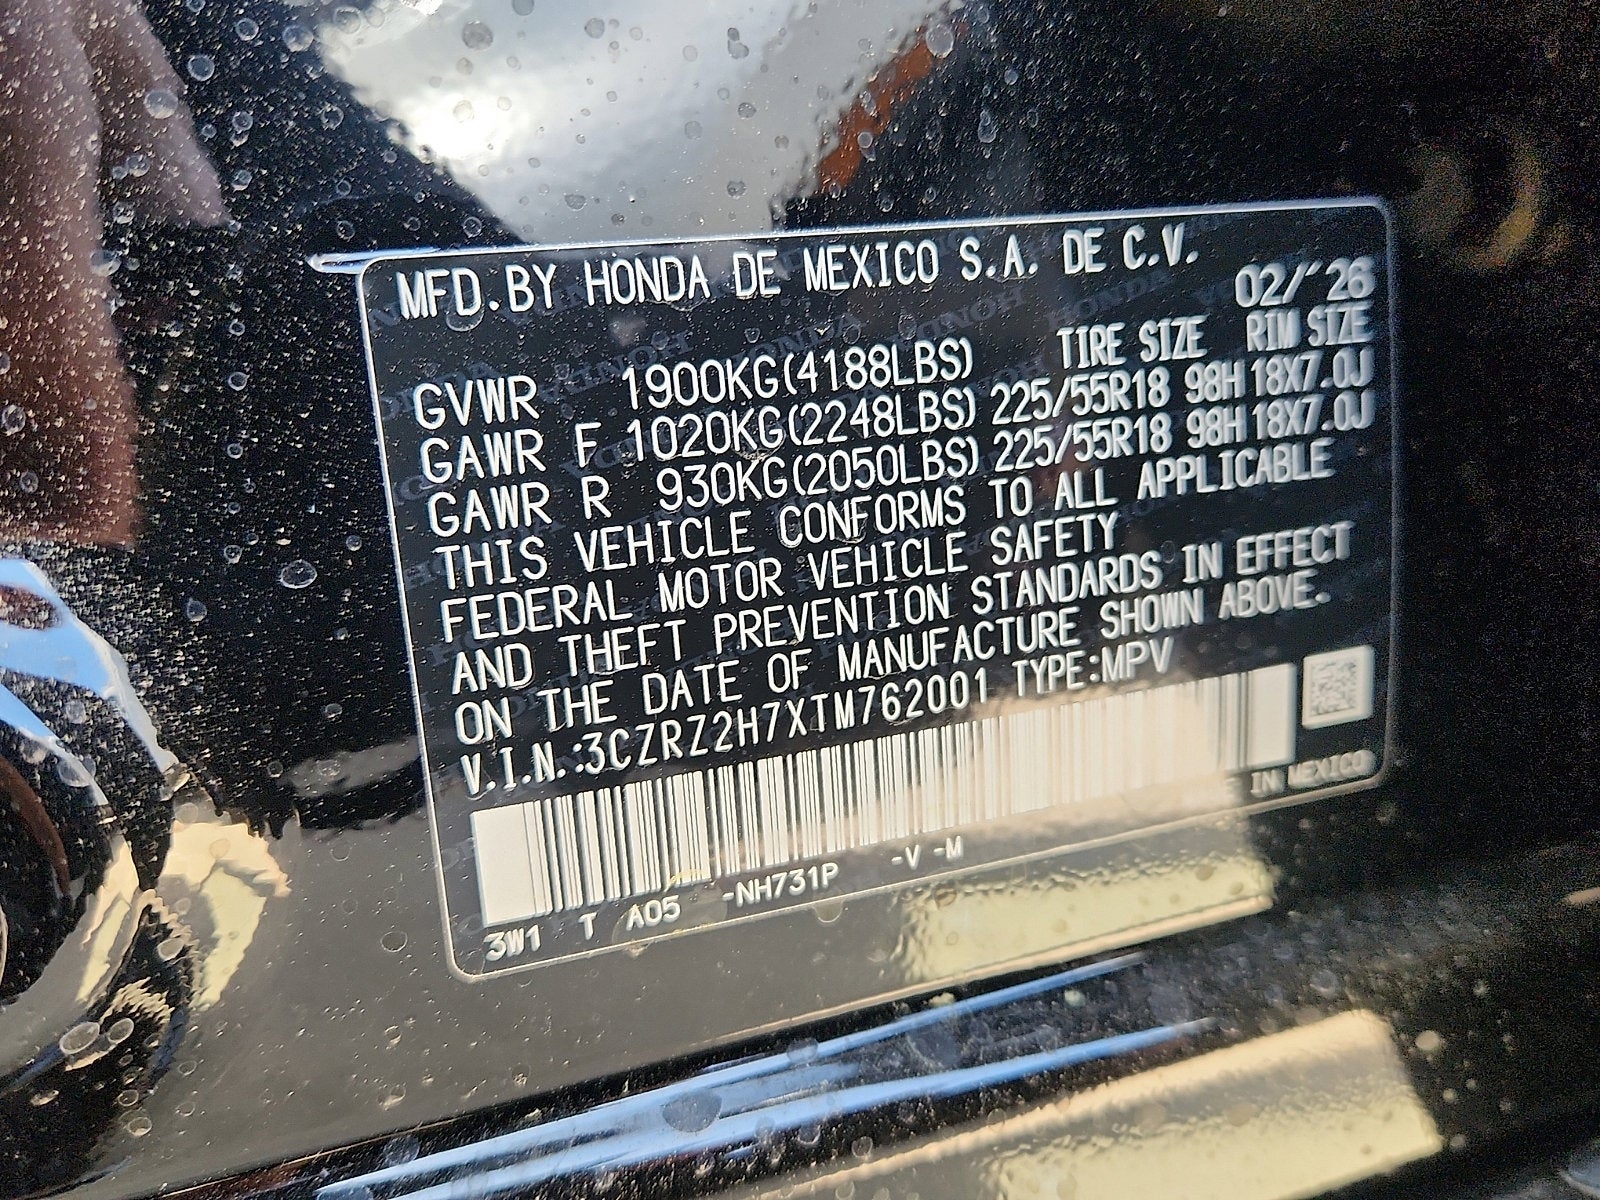 MFD.BY HONDA DE MEXICO S.A. DE C.V.
02/'26
TIRE SIZE RIM SIZE
GVWR 1900KG(4188LBS)
GAWR F 1020KG(2248LBS) 225/55R18 98H 18X7.0J
GAWR R 930KG(2050LBS) 225/55R18 98H 18X7.0J
THIS VEHICLE CONFORMS TO ALL APPLICABLE
FEDERAL MOTOR VEHICLE SAFETY
AND THEFT PREVENTION STANDARDS IN EFFECT
ON THE DATE OF MANUFACTURE SHOWN ABOVE.
V.I.N.:3CZRZ2H7XTM762001 TYPE:MPV
IN MEXICO
3W1 T A05 -NH731P -V -M